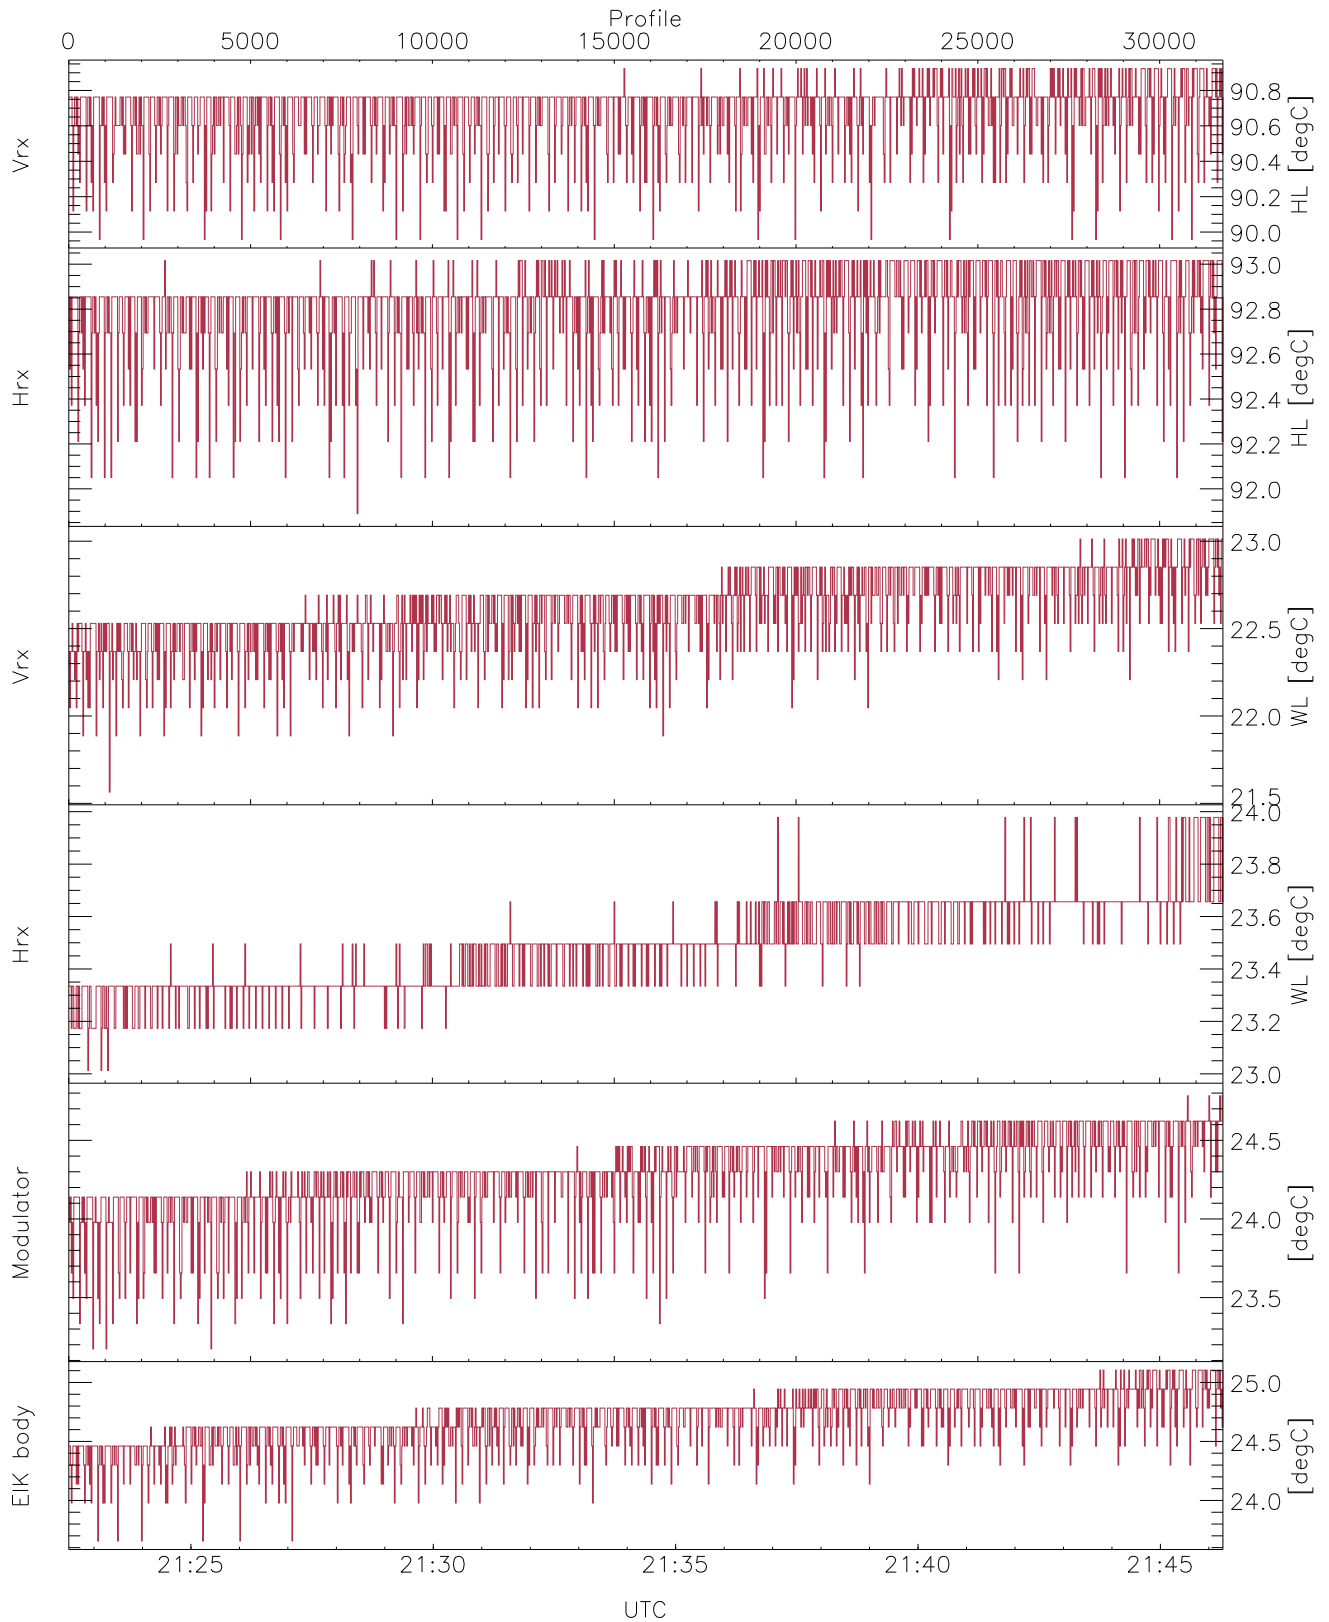 Profile
0 5000 10000 15000 20000 25000 30000
Vrx
90.8
90.6
90.4
90.2
90.0
HL [degC]
Hrx
93.0
92.8
92.6
92.4
92.2
92.0
HL [degC]
Vrx
23.0
22.5
22.0
21.5
WL [degC]
Hrx
24.0
23.8
23.6
23.4
23.2
23.0
WL [degC]
Modulator
24.5
24.0
23.5
[degC]
EIK body
25.0
24.5
24.0
[degC]
21:25 21:30 21:35 21:40 21:45
UTC